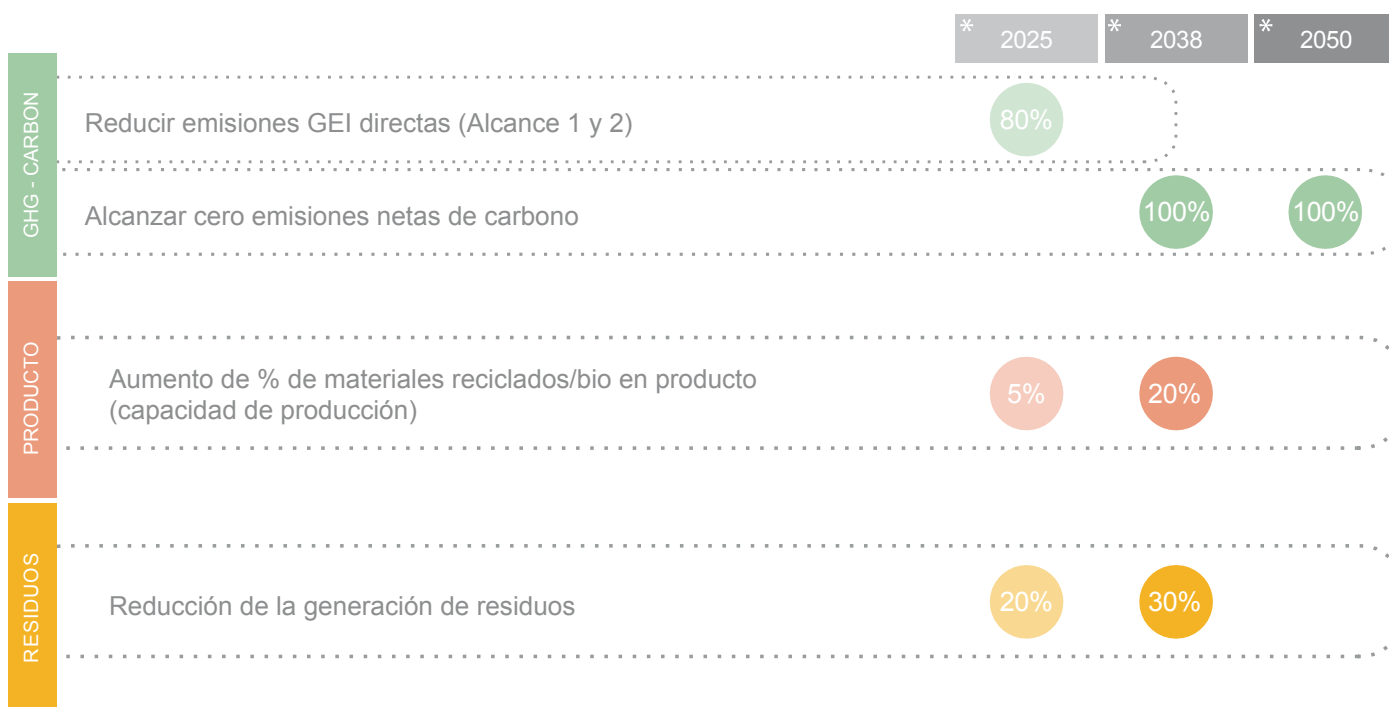 * 2025 * 2038 * 2050
GHG - CARBON
Reducir emisiones GEI directas (Alcance 1 y 2) 80%
Alcanzar cero emisiones netas de carbono 100% 100%
PRODUCTO
Aumento de % de materiales reciclados/bio en producto
(capacidad de producción) 5% 20%
RESIDUOS
Reducción de la generación de residuos 20% 30%